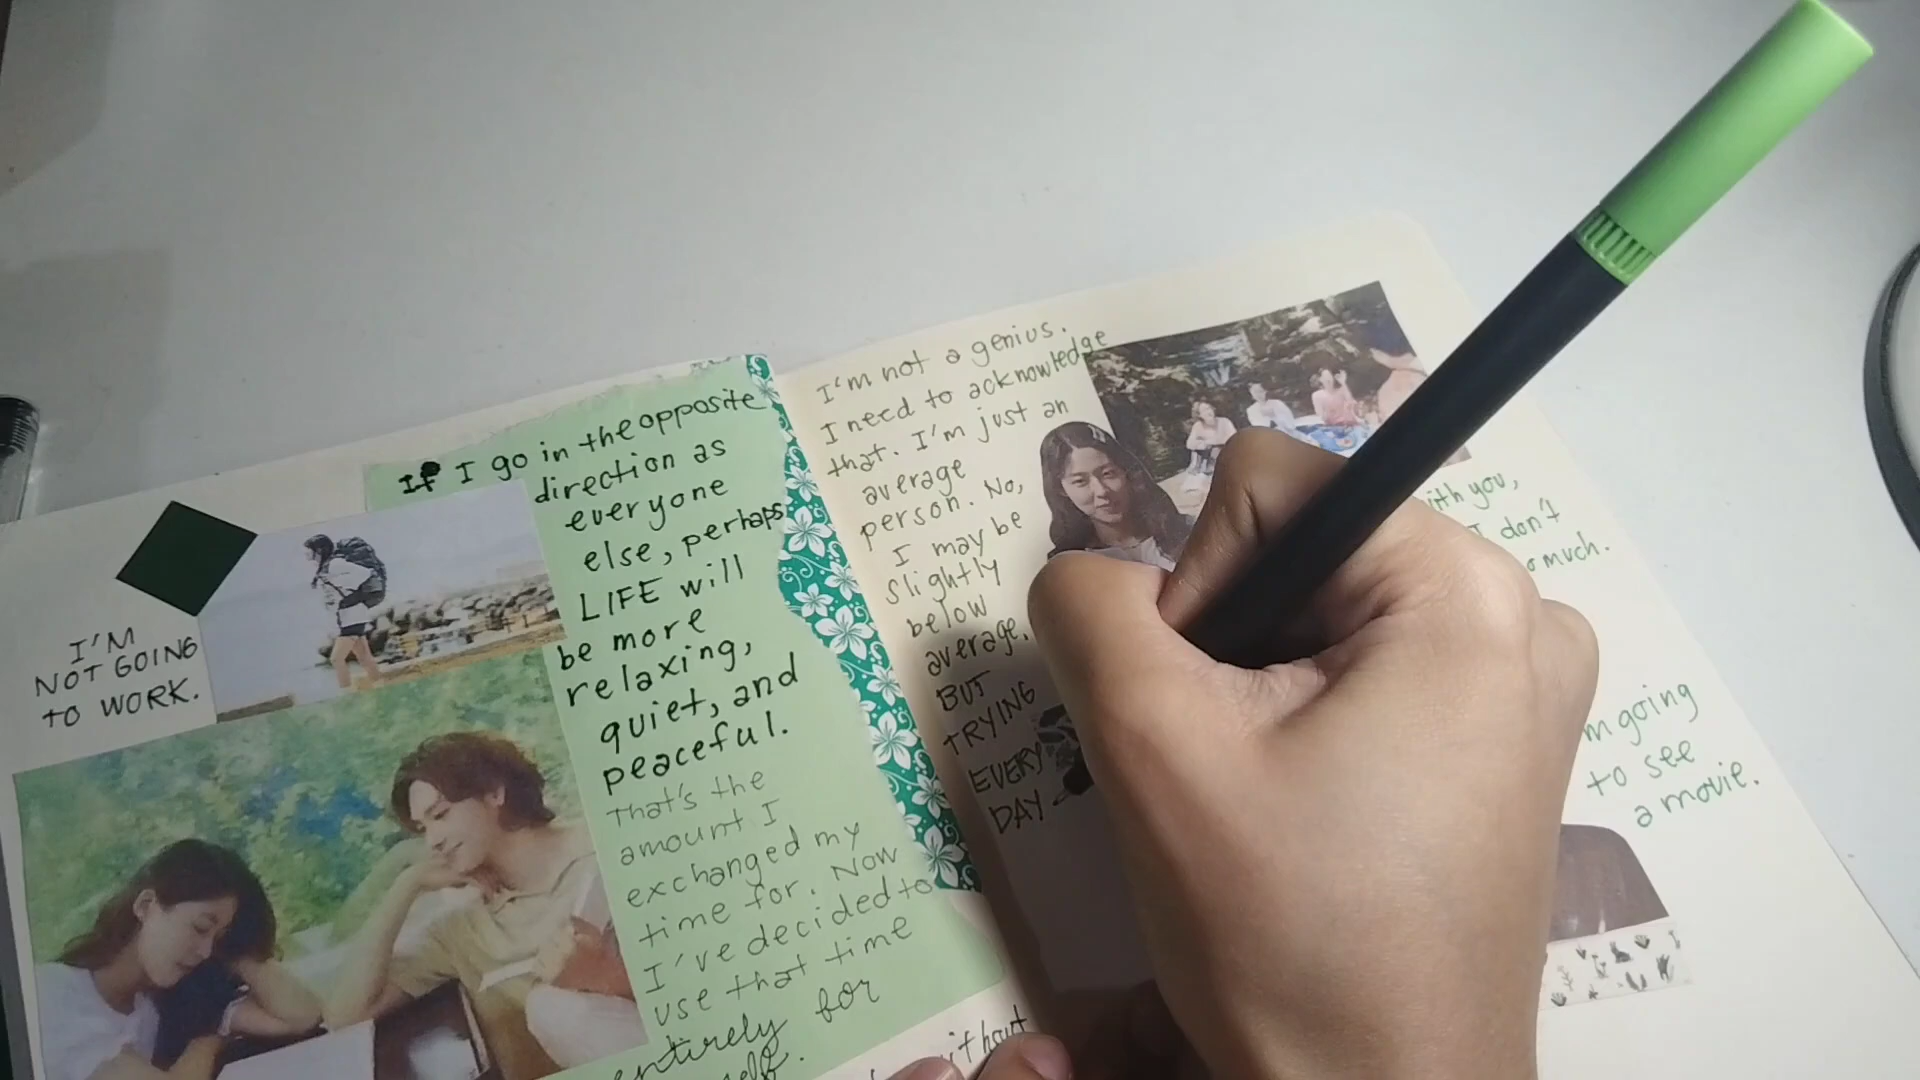 I'M
NOT GOING
TO WORK.
If I go in the opposite
direction as
everyone
else, perhaps
LIFE will
be more
relaxing,
quiet, and
peaceful.
That's the
amount I
exchanged my
time for. Now
I've decided to
use that time
entirely for
I'm not a genius.
I need to acknowledge
that. I'm just an
average
person. No,
I may be
slightly
below
average.
BUT
TRYING
EVERY
DAY
with you,
I don't
much.
going
to see
a movie.